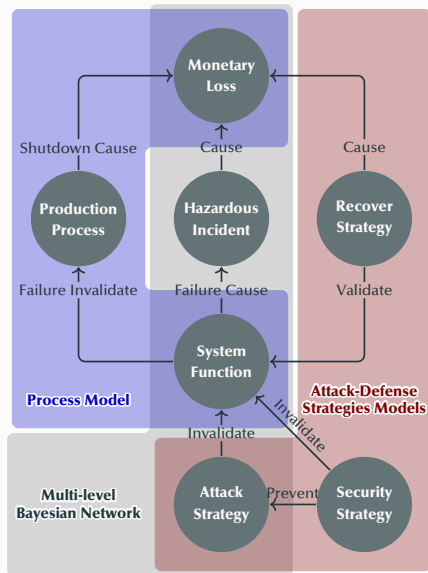 Monetary
Loss
Shutdown Cause
Cause
Cause
Production
Process
Hazardous
Incident
Recover
Strategy
Failure Invalidate
Failure Cause
Validate
System
Function
Process Model
Attack-Defense
Strategies Models
Invalidate
Invalidate
Multi-level
Bayesian Network
Attack
Strategy
Prevent
Security
Strategy